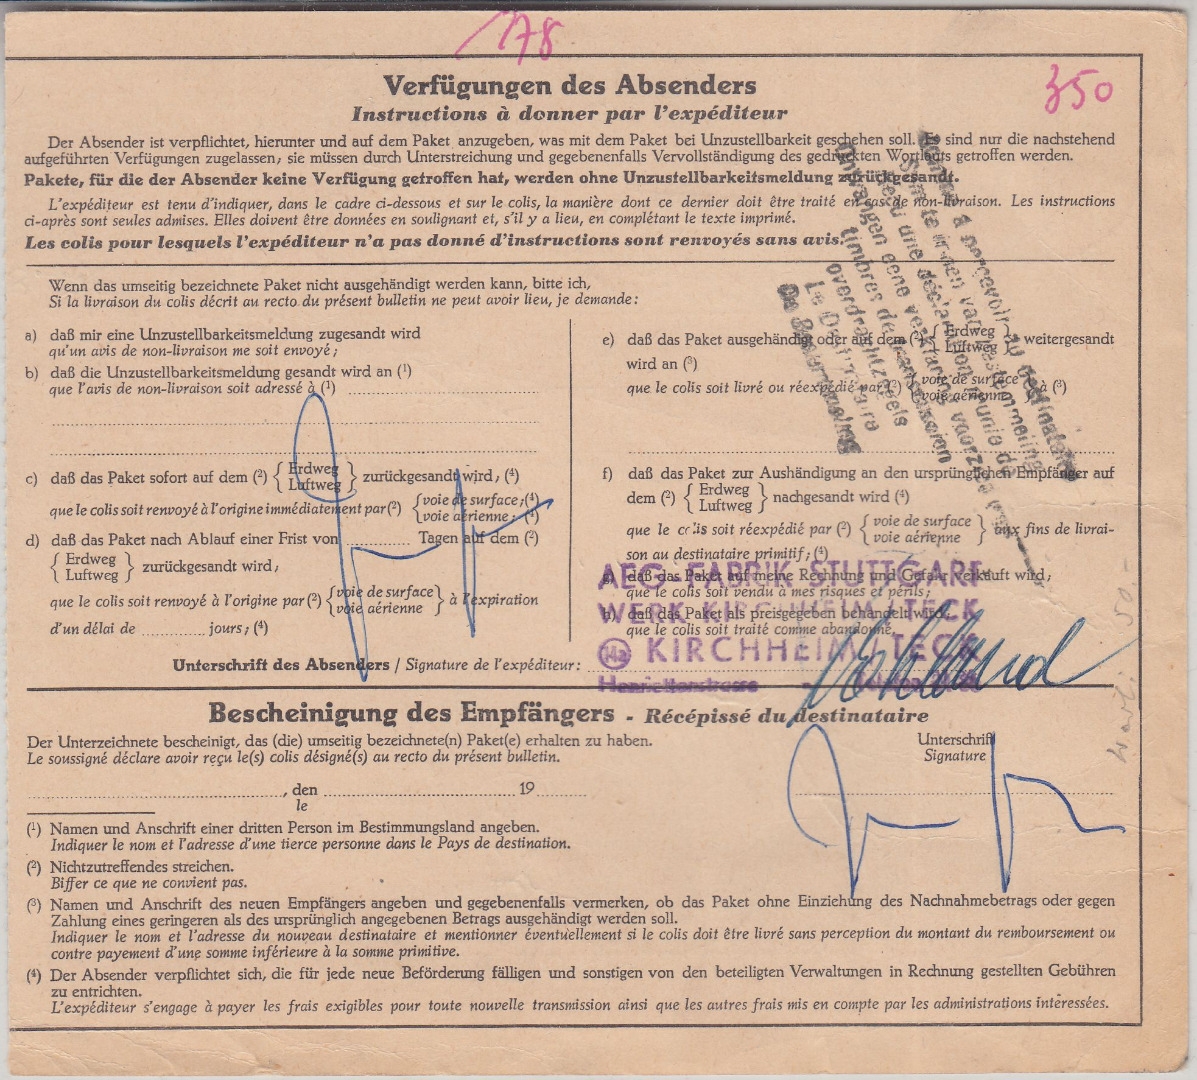 178
350
Verfügungen des Absenders
Instructions à donner par l'expéditeur
Der Absender ist verpflichtet, hierunter und auf dem Paket anzugeben, was mit dem Paket bei Unzustellbarkeit geschehen soll. Es sind nur die nachstehend
aufgeführten Verfügungen zugelassen; sie müssen durch Unterstreichung und gegebenenfalls Vervollständigung des gedruckten Wortlauts getroffen werden.
Pakete, für die der Absender keine Verfügung getroffen hat, werden ohne Unzustellbarkeitsmeldung zurückgesandt.
L'expéditeur est tenu d'indiquer, dans le cadre ci-dessous et sur le colis, la manière dont ce dernier doit être traité en cas de non-livraison. Les instructions
ci-après sont seules admises. Elles doivent être données en soulignant et, s'il y a lieu, en complétant le texte imprimé.
Les colis pour lesquels l'expéditeur n'a pas donné d'instructions sont renvoyés sans avis.
Wenn das umseitig bezeichnete Paket nicht ausgehändigt werden kann, bitte ich,
Si la livraison du colis décrit au recto du présent bulletin ne peut avoir lieu, je demande:
a) daß mir eine Unzustellbarkeitsmeldung zugesandt wird
qu'un avis de non-livraison me soit envoyé;
b) daß die Unzustellbarkeitsmeldung gesandt wird an (1)
que l'avis de non-livraison soit adressé à (1)
c) daß das Paket sofort auf dem (2) { Erdweg
Luftweg } zurückgesandt wird, (4)
que le colis soit renvoyé à l'origine immédiatement par (2) { voie de surface; (4)
voie aérienne; (4)
d) daß das Paket nach Ablauf einer Frist von Tagen auf dem (2)
{ Erdweg
Luftweg } zurückgesandt wird;
que le colis soit renvoyé à l'origine par (2) { voie de surface
voie aérienne } à l'expiration
d'un délai de jours; (4)
e) daß das Paket ausgehändigt oder auf dem (2) { Erdweg
Luftweg } weitergesandt
wird an (3)
que le colis soit livré ou réexpédié par (2) { voie de surface
voie aérienne } à (3)
f) daß das Paket zur Aushändigung an den ursprünglichen Empfänger auf
dem (2) { Erdweg
Luftweg } nachgesandt wird (4)
que le colis soit réexpédié par (2) { voie de surface
voie aérienne } aux fins de livrai-
son au destinataire primitif; (4)
g) daß das Paket auf meine Rechnung und Gefahr verkauft wird;
que le colis soit vendu à mes risques et périls;
h) daß das Paket als preisgegeben behandelt wird.
que le colis soit traité comme abandonné.
AEG-FABRIK STUTTGART
WERK KIRCHHEIM/TECK
KIRCHHEIM/TECK
Henriettenstrasse
Somme à percevoir du destinataire
Le Destinataire
De Bestemmeling
Unterschrift des Absenders / Signature de l'expéditeur:
Bescheinigung des Empfängers - Récépissé du destinataire
Der Unterzeichnete bescheinigt, das (die) umseitig bezeichnete(n) Paket(e) erhalten zu haben.
Le soussigné déclare avoir reçu le(s) colis désigné(s) au recto du présent bulletin.
Unterschrift
Signature
, den 19
le
(1) Namen und Anschrift einer dritten Person im Bestimmungsland angeben.
Indiquer le nom et l'adresse d'une tierce personne dans le Pays de destination.
(2) Nichtzutreffendes streichen.
Biffer ce que ne convient pas.
(3) Namen und Anschrift des neuen Empfängers angeben und gegebenenfalls vermerken, ob das Paket ohne Einziehung des Nachnahmebetrags oder gegen
Zahlung eines geringeren als des ursprünglich angegebenen Betrags ausgehändigt werden soll.
Indiquer le nom et l'adresse du nouveau destinataire et mentionner éventuellement si le colis doit être livré sans perception du montant du remboursement ou
contre payement d'une somme inférieure à la somme primitive.
(4) Der Absender verpflichtet sich, die für jede neue Beförderung fälligen und sonstigen von den beteiligten Verwaltungen in Rechnung gestellten Gebühren
zu entrichten.
L'expéditeur s'engage à payer les frais exigibles pour toute nouvelle transmission ainsi que les autres frais mis en compte par les administrations intéressées.